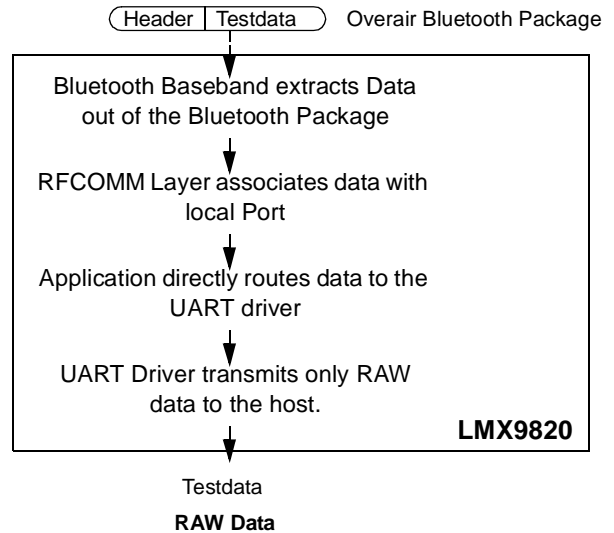 Header Testdata Overair Bluetooth Package
Bluetooth Baseband extracts Data
out of the Bluetooth Package
RFCOMM Layer associates data with
local Port
Application directly routes data to the
UART driver
UART Driver transmits only RAW
data to the host.
LMX9820
Testdata
RAW Data